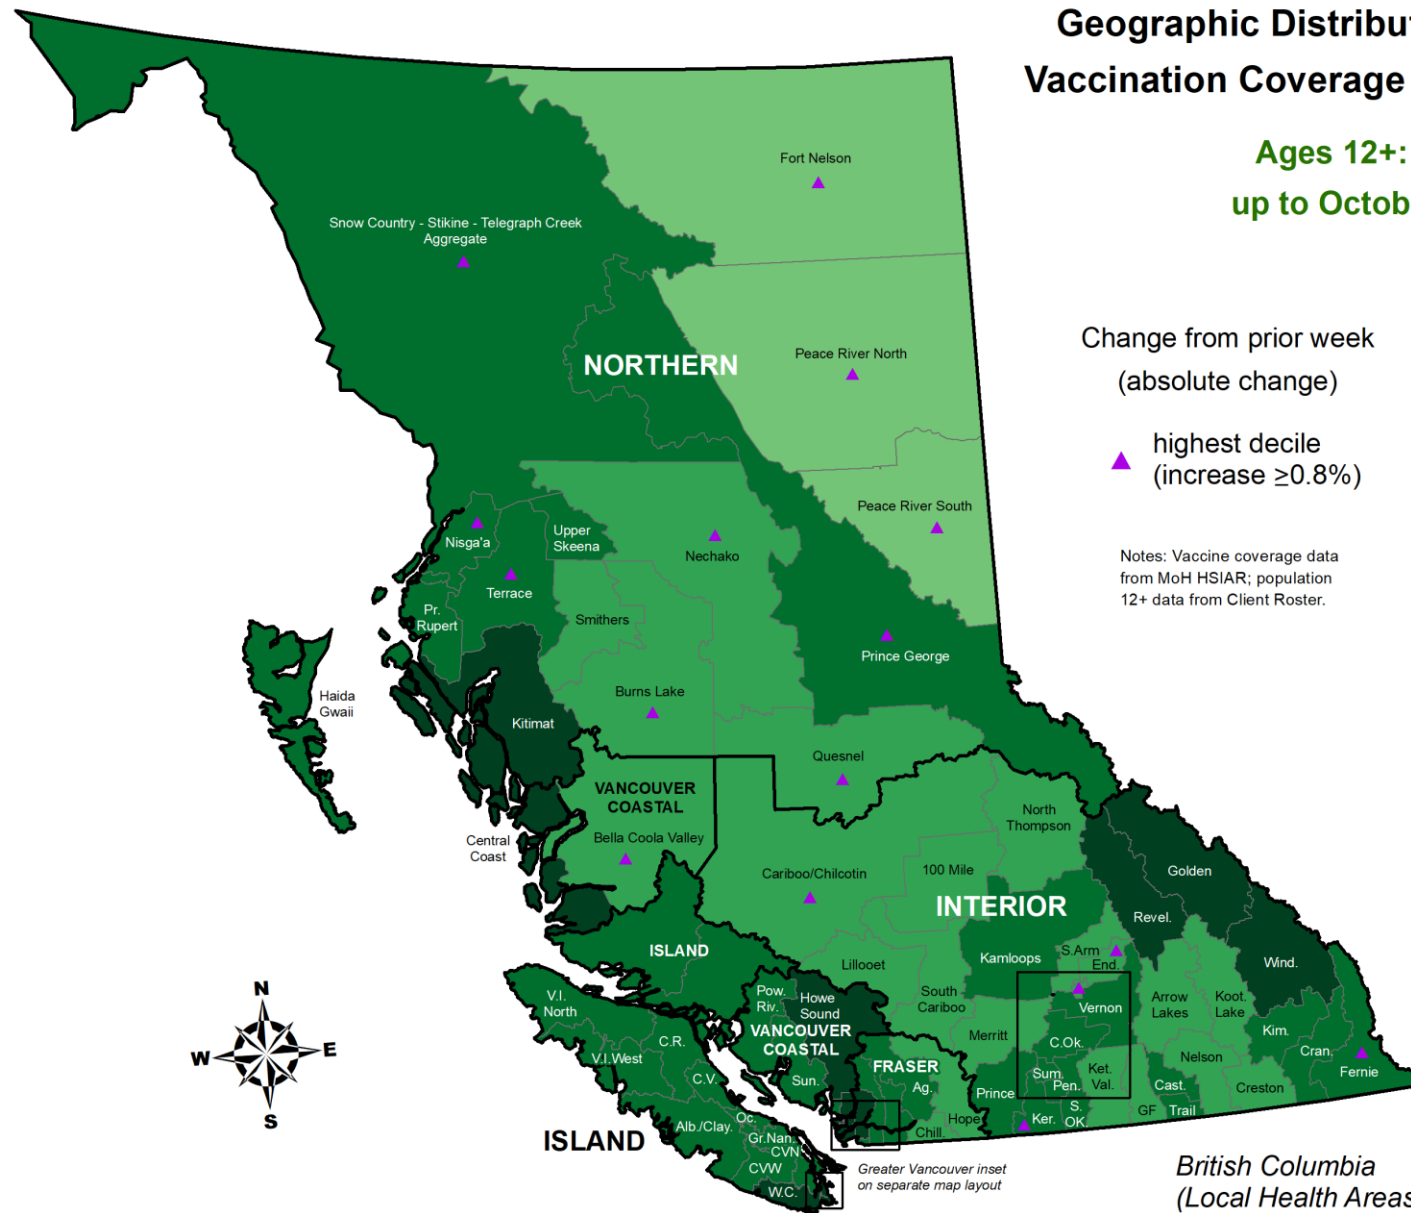 Geographic Distribut
Vaccination Coverage
Ages 12+:
up to Octob
Change from prior week
(absolute change)
highest decile
(increase ≥0.8%)
Notes: Vaccine coverage data
from MoH HSIAR; population
12+ data from Client Roster.
Fort Nelson
Snow Country - Stikine - Telegraph Creek
Aggregate
NORTHERN
Peace River North
Peace River South
Nisga'a
Upper
Skeena
Nechako
Terrace
Pr.
Rupert
Smithers
Prince George
Haida
Gwaii
Burns Lake
Kitimat
Quesnel
VANCOUVER
COASTAL
Bella Coola Valley
Central
Coast
North
Thompson
Cariboo/Chilcotin
100 Mile
Golden
INTERIOR
Revel.
ISLAND
Kamloops
S.Arm
End.
Lillooet
Wind.
V.I.
North
Pow.
Riv.
Howe
Sound
South
Cariboo
Vernon
Arrow
Lakes
Koot.
Lake
VANCOUVER
COASTAL
Merritt
C.Ok.
Kim.
Cran.
Fernie
C.R.
V.I.West
C.V.
Sun.
FRASER
Ag.
Prince
Sum.
Pen.
Ket.
Val.
Nelson
Cast.
Creston
Alb./Clay.
Oc.
Gr.Nan.
CVN
CVW
W.C.
Hope
Chill.
Ker.
S.
OK.
GF
Trail
ISLAND
Greater Vancouver inset
on separate map layout
N
W
E
S
British Columbia
(Local Health Areas